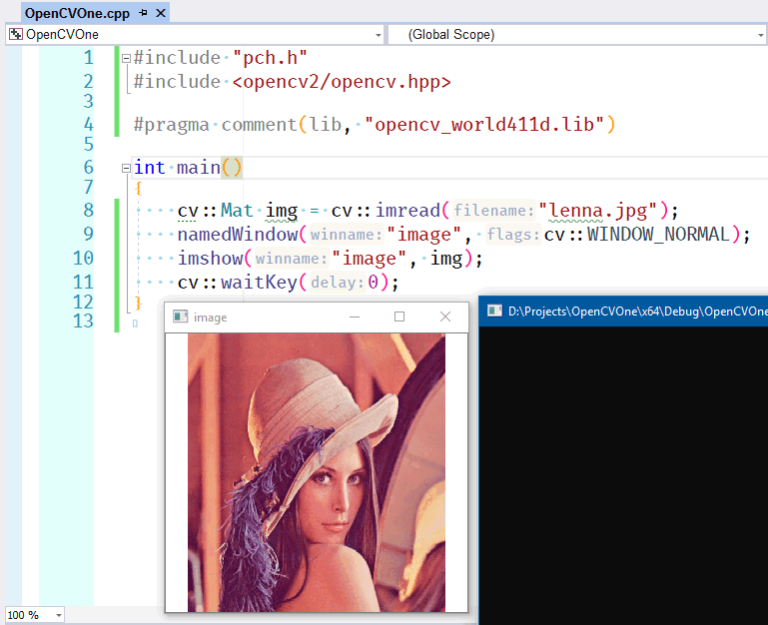 OpenCVOne.cpp
OpenCVOne (Global Scope)
1 #include "pch.h"
2 #include <opencv2/opencv.hpp>
3
4 #pragma comment(lib, "opencv_world411d.lib")
5
6 int main()
7 {
8 cv::Mat img = cv::imread(filename:"lenna.jpg");
9 namedWindow(winname:"image", flags:cv::WINDOW_NORMAL);
10 imshow(winname:"image", img);
11 cv::waitKey(delay:0);
12 }
13
image
D:\Projects\OpenCVOne\x64\Debug\OpenCVOne
100 %